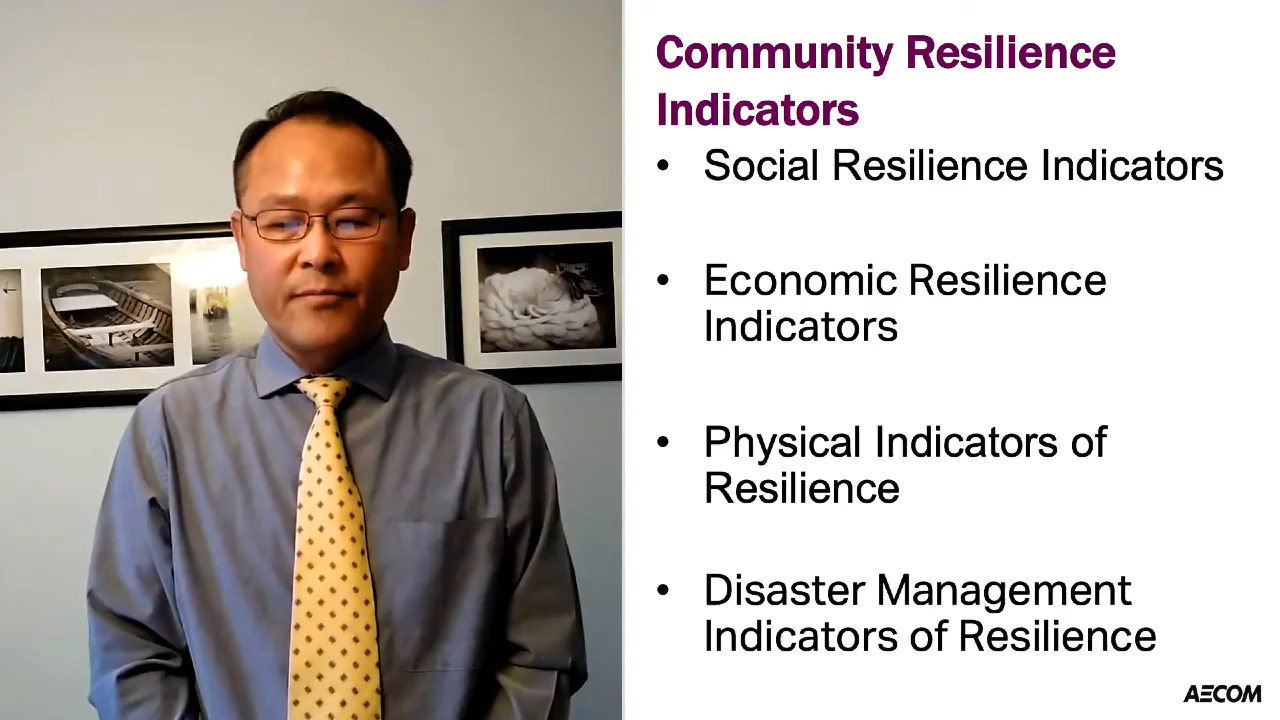 Community Resilience
Indicators
• Social Resilience Indicators
• Economic Resilience
Indicators
• Physical Indicators of
Resilience
• Disaster Management
Indicators of Resilience
AECOM